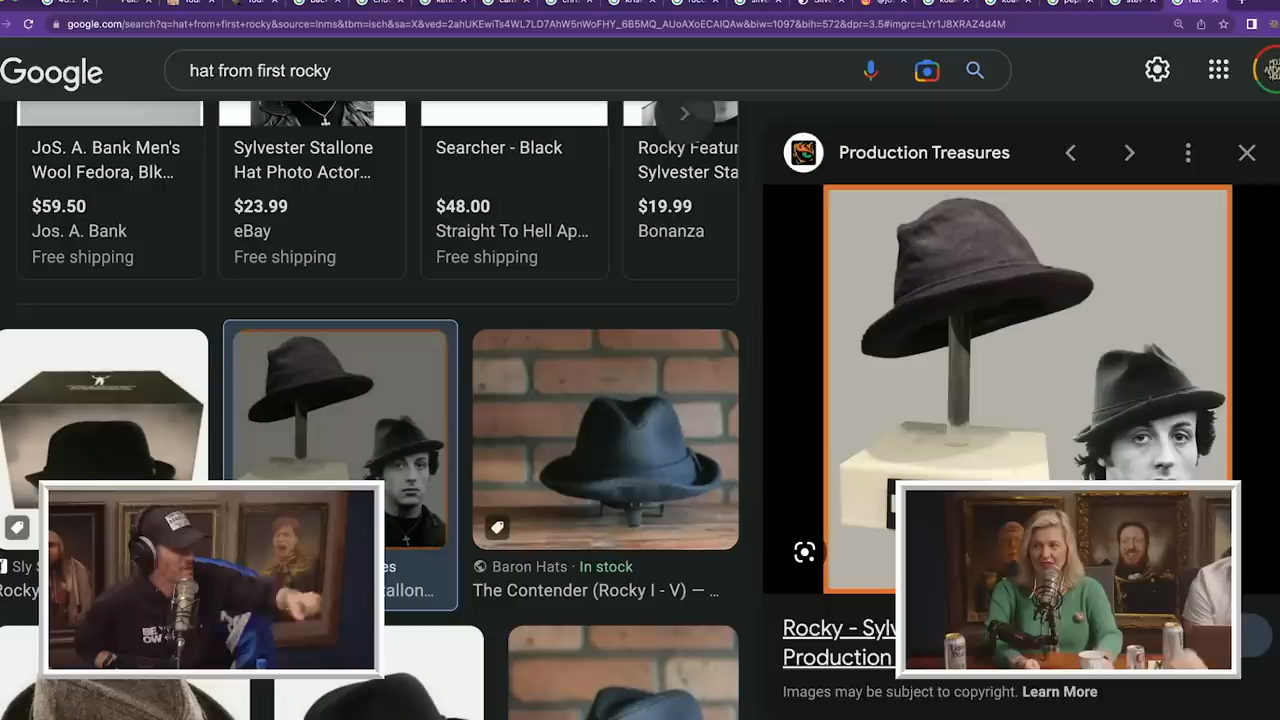 google.com/search?q=hat+from+first+rocky&source=lnms&tbm=isch&sa=X&ved=2ahUKEwiTs4WL7LD7AhW5nWoFHY_6B5MQ_AUoAXoECAIQAw&biw=1097&bih=572&dpr=3.5#imgrc=LYr1J8XRAZ4d4M
Google
hat from first rocky
JoS. A. Bank Men's
Wool Fedora, Blk...
$59.50
Jos. A. Bank
Free shipping
Sylvester Stallone
Hat Photo Actor...
$23.99
eBay
Free shipping
Searcher - Black
$48.00
Straight To Hell Ap...
Free shipping
Rocky Featur
Sylvester Sta
$19.99
Bonanza
Production Treasures
Sly
Rocky
es
tallon...
Baron Hats · In stock
The Contender (Rocky I - V) — ...
Rocky - Sylv
Production
Images may be subject to copyright. Learn More